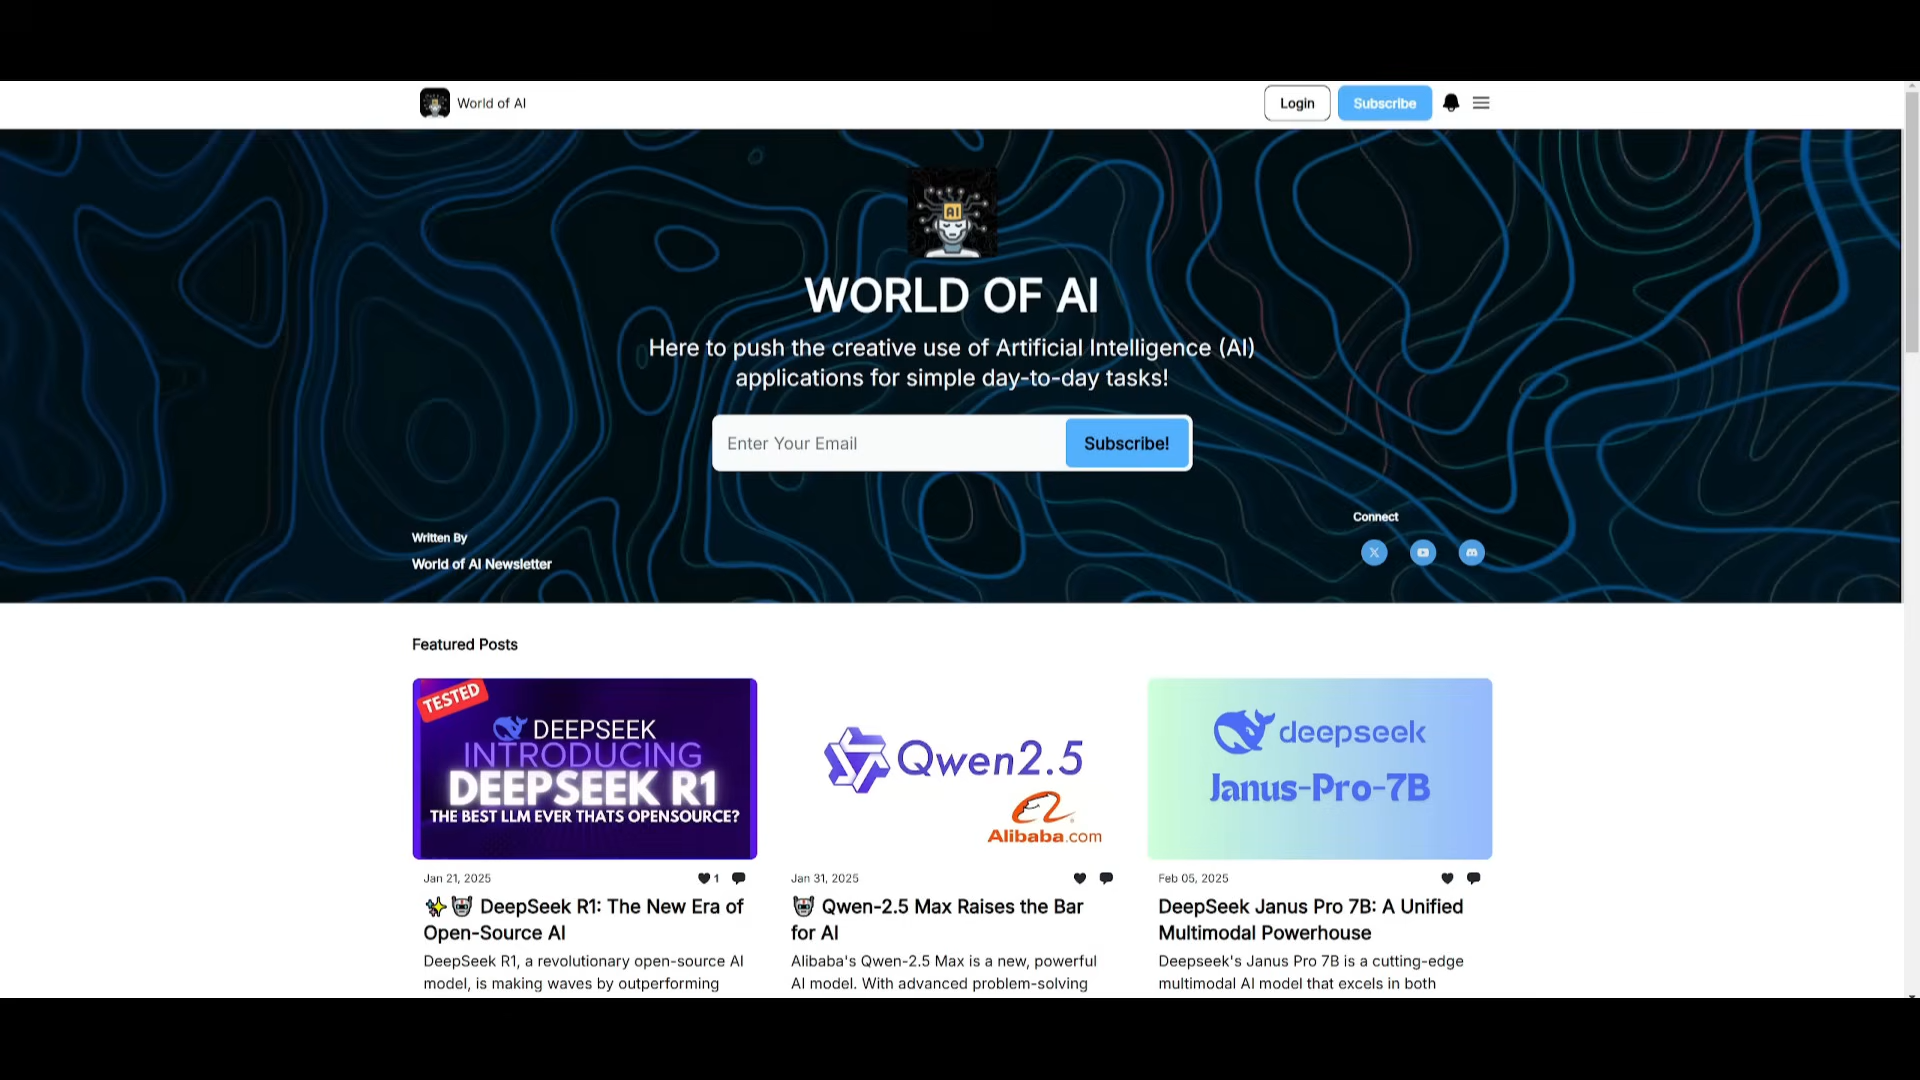 World of AI
Login
Subscribe
AI
WORLD OF AI
Here to push the creative use of Artificial Intelligence (AI)
applications for simple day-to-day tasks!
Enter Your Email
Subscribe!
Connect
Written By
World of AI Newsletter
Featured Posts
TESTED
DEEPSEEK
INTRODUCING
DEEPSEEK R1
THE BEST LLM EVER THATS OPENSOURCE?
Jan 21, 2025
1
DeepSeek R1: The New Era of
Open-Source AI
DeepSeek R1, a revolutionary open-source AI
model, is making waves by outperforming
Qwen2.5
Alibaba.com
Jan 31, 2025
Qwen-2.5 Max Raises the Bar
for AI
Alibaba's Qwen-2.5 Max is a new, powerful
AI model. With advanced problem-solving
deepseek
Janus-Pro-7B
Feb 05, 2025
DeepSeek Janus Pro 7B: A Unified
Multimodal Powerhouse
Deepseek's Janus Pro 7B is a cutting-edge
multimodal AI model that excels in both